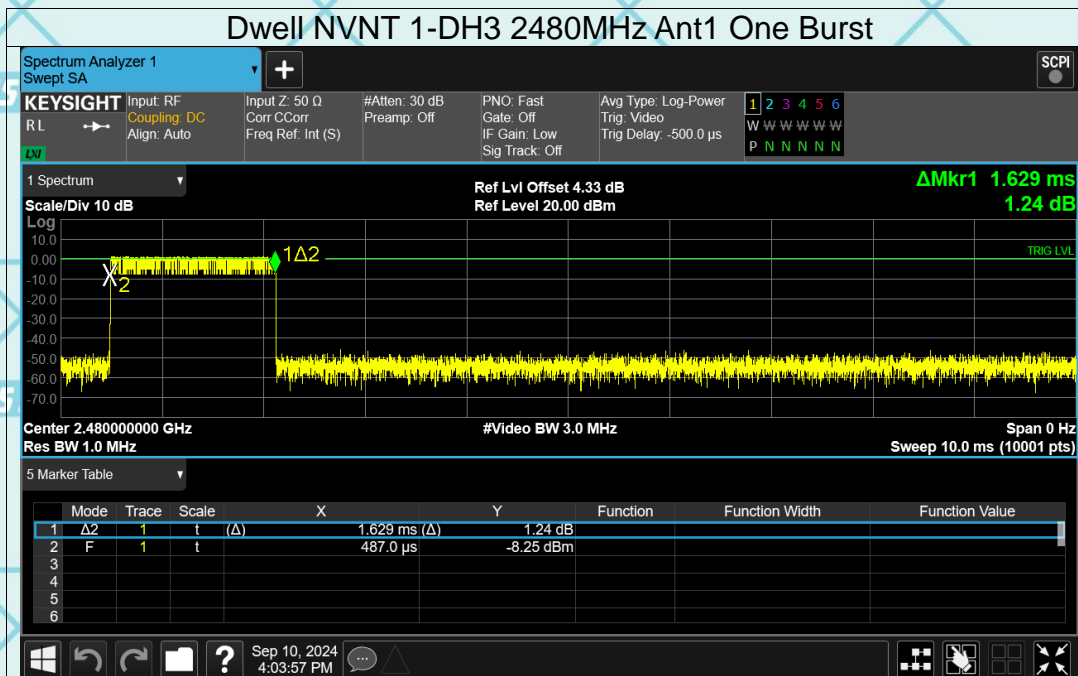 Dwell NVNT 1-DH3 2480MHz Ant1 One Burst
Spectrum Analyzer 1
Swept SA
+
SCPI
KEYSIGHT Input: RF Input Z: 50 Ω #Atten: 30 dB PNO: Fast Avg Type: Log-Power 1 2 3 4 5 6
RL Coupling: DC Corr CCorr Preamp: Off Gate: Off Trig: Video W W W W W W
Align: Auto Freq Ref: Int (S) IF Gain: Low Trig Delay: -500.0 µs P N N N N N
LXI Sig Track: Off
1 Spectrum
Ref Lvl Offset 4.33 dB ΔMkr1 1.629 ms
Scale/Div 10 dB Ref Level 20.00 dBm 1.24 dB
Log
10.0
0.00 1Δ2 TRIG LVL
-10.0 2
-20.0
-30.0
-40.0
-50.0
-60.0
-70.0
Center 2.480000000 GHz #Video BW 3.0 MHz Span 0 Hz
Res BW 1.0 MHz Sweep 10.0 ms (10001 pts)
5 Marker Table
Mode Trace Scale X Y Function Function Width Function Value
1 Δ2 1 t (Δ) 1.629 ms (Δ) 1.24 dB
2 F 1 t 487.0 µs -8.25 dBm
3
4
5
6
? Sep 10, 2024
4:03:57 PM